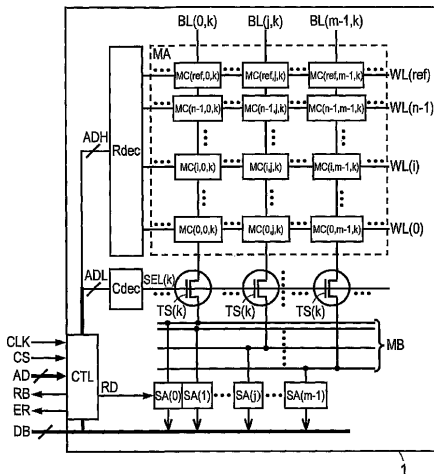 BL(0,k) BL(j,k) BL(m-1,k)
MA
MC(ref,0,k) MC(ref,j,k) MC(ref,m-1,k) WL(ref)
MC(n-1,0,k) MC(n-1,j,k) MC(n-1,m-1,k) WL(n-1)
ADH Rdec
MC(i,0,k) MC(i,j,k) MC(i,m-1,k) WL(i)
MC(0,0,k) MC(0,j,k) MC(0,m-1,k) WL(0)
ADL Cdec SEL(k)
TS(k) TS(k) TS(k)
MB
CLK
CS
AD CTL RD
RB SA(0) SA(1) SA(j) SA(m-1)
ER
DB
1